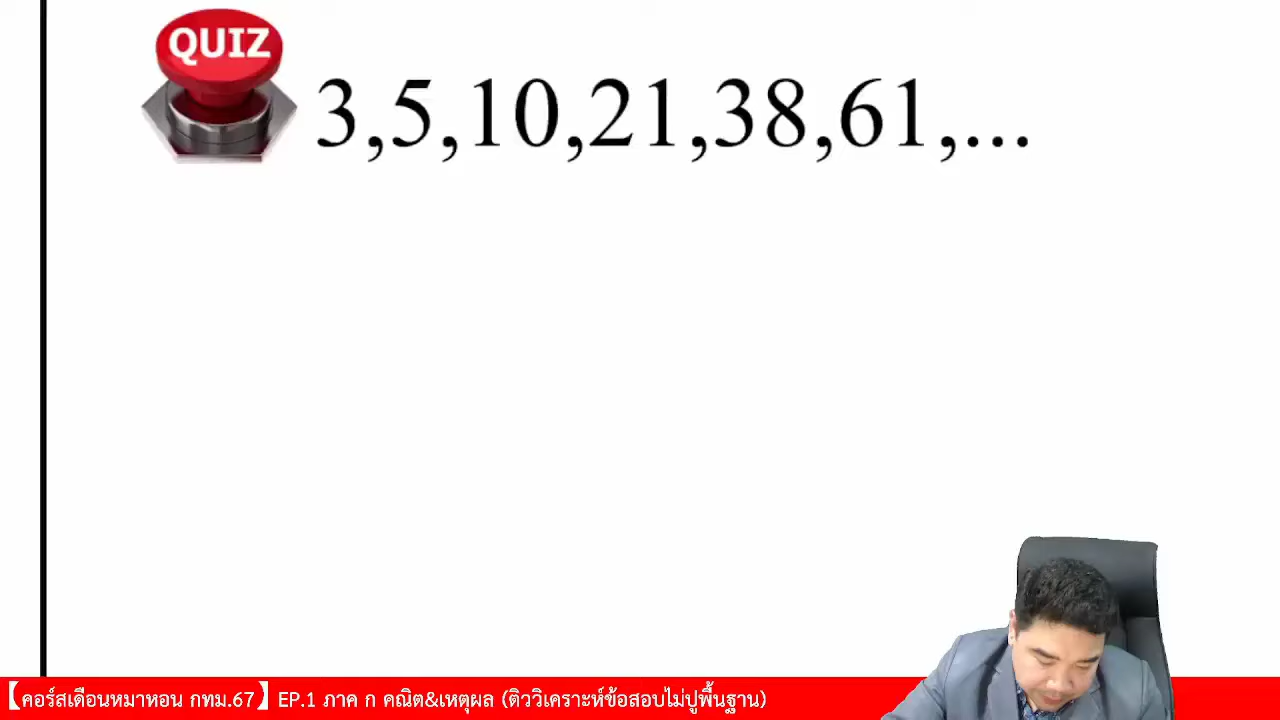 QUIZ
3,5,10,21,38,61,...
【คอร์สเดือนหมาหอน กทม.67】 EP.1 ภาค ก คณิต&เหตุผล (ติววิเคราะห์ข้อสอบไม่ปูพื้นฐาน)